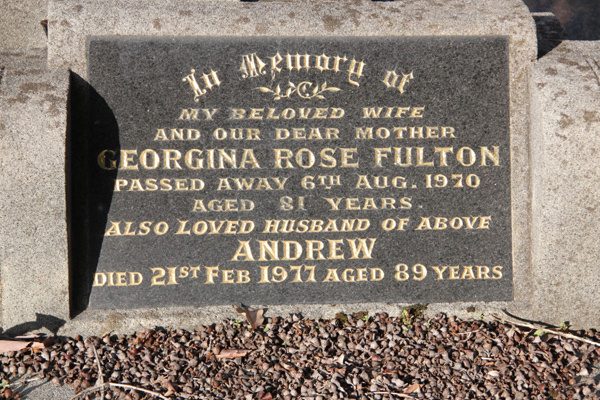 In Memory of
MY BELOVED WIFE
AND OUR DEAR MOTHER
GEORGINA ROSE FULTON
PASSED AWAY 6TH AUG. 1970
AGED 81 YEARS.
ALSO LOVED HUSBAND OF ABOVE
ANDREW
DIED 21ST FEB 1977 AGED 89 YEARS